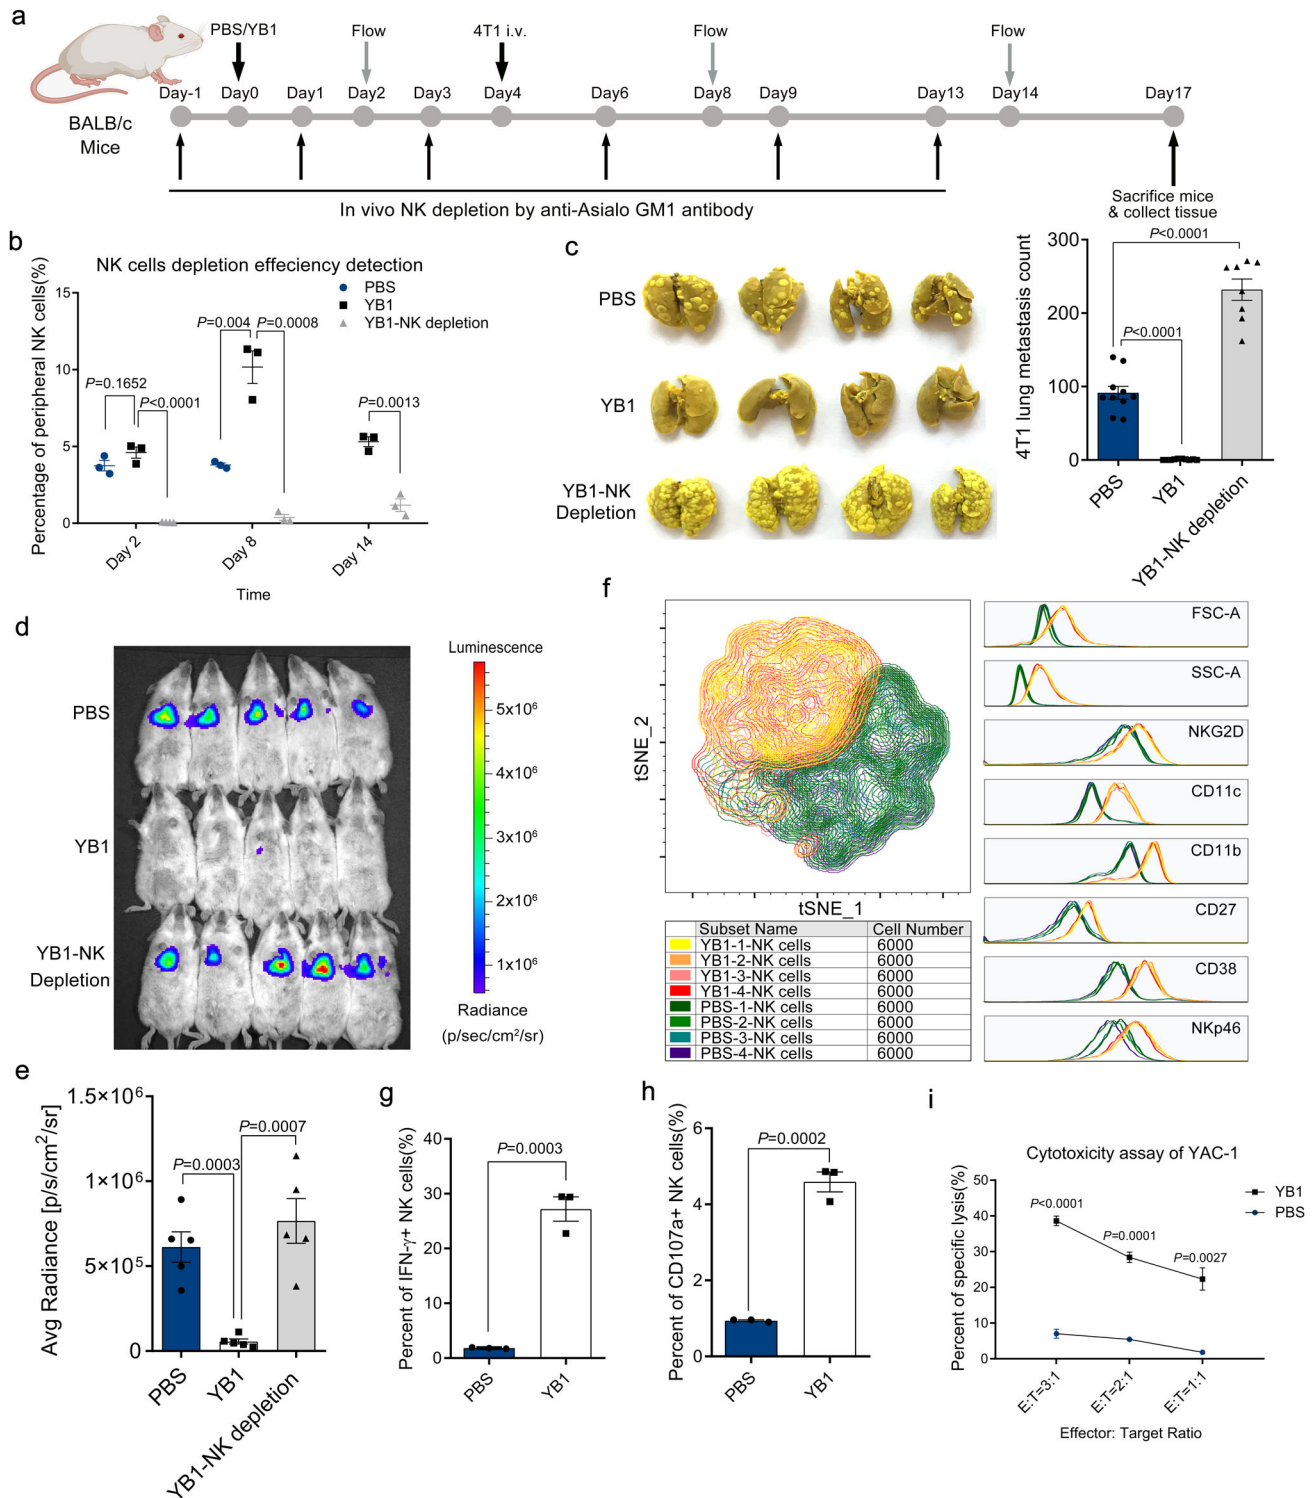 a
PBS/YB1
Flow
4T1 i.v.
Flow
Flow
Day-1
Day0
Day1
Day2
Day3
Day4
Day6
Day8
Day9
Day13
Day14
Day17
BALB/c
Mice
In vivo NK depletion by anti-Asialo GM1 antibody
Sacrifice mice
& collect tissue
b
NK cells depletion effeciency detection
PBS
YB1
YB1-NK depletion
Percentage of peripheral NK cells(%)
15
10
5
0
P=0.1652
P<0.0001
P=0.004
P=0.0008
P=0.0013
Day 2
Day 8
Day 14
Time
c
PBS
YB1
YB1-NK
Depletion
4T1 lung metastasis count
300
200
100
0
P<0.0001
P<0.0001
PBS
YB1
YB1-NK depletion
d
PBS
YB1
YB1-NK
Depletion
Luminescence
5x10⁶
4x10⁶
3x10⁶
2x10⁶
1x10⁶
Radiance
(p/sec/cm²/sr)
e
Avg Radiance [p/s/cm²/sr]
1.5×10⁶
1×10⁶
5×10⁵
0
P=0.0003
P=0.0007
PBS
YB1
YB1-NK depletion
f
tSNE_2
tSNE_1
Subset Name Cell Number
YB1-1-NK cells 6000
YB1-2-NK cells 6000
YB1-3-NK cells 6000
YB1-4-NK cells 6000
PBS-1-NK cells 6000
PBS-2-NK cells 6000
PBS-3-NK cells 6000
PBS-4-NK cells 6000
FSC-A
SSC-A
NKG2D
CD11c
CD11b
CD27
CD38
NKp46
g
Percent of IFN-γ+ NK cells(%)
40
30
20
10
0
P=0.0003
PBS
YB1
h
Percent of CD107a+ NK cells(%)
6
4
2
0
P=0.0002
PBS
YB1
i
Cytotoxicity assay of YAC-1
YB1
PBS
Percent of specific lysis(%)
50
40
30
20
10
0
P<0.0001
P=0.0001
P=0.0027
E:T=3:1
E:T=2:1
E:T=1:1
Effector: Target Ratio